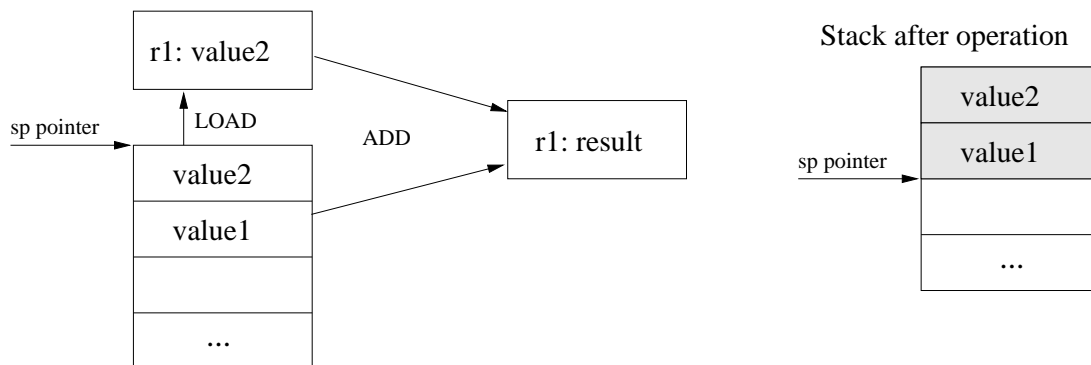 r1: value2
LOAD
sp pointer
ADD
value2
value1
...
r1: result
Stack after operation
value2
value1
sp pointer
...